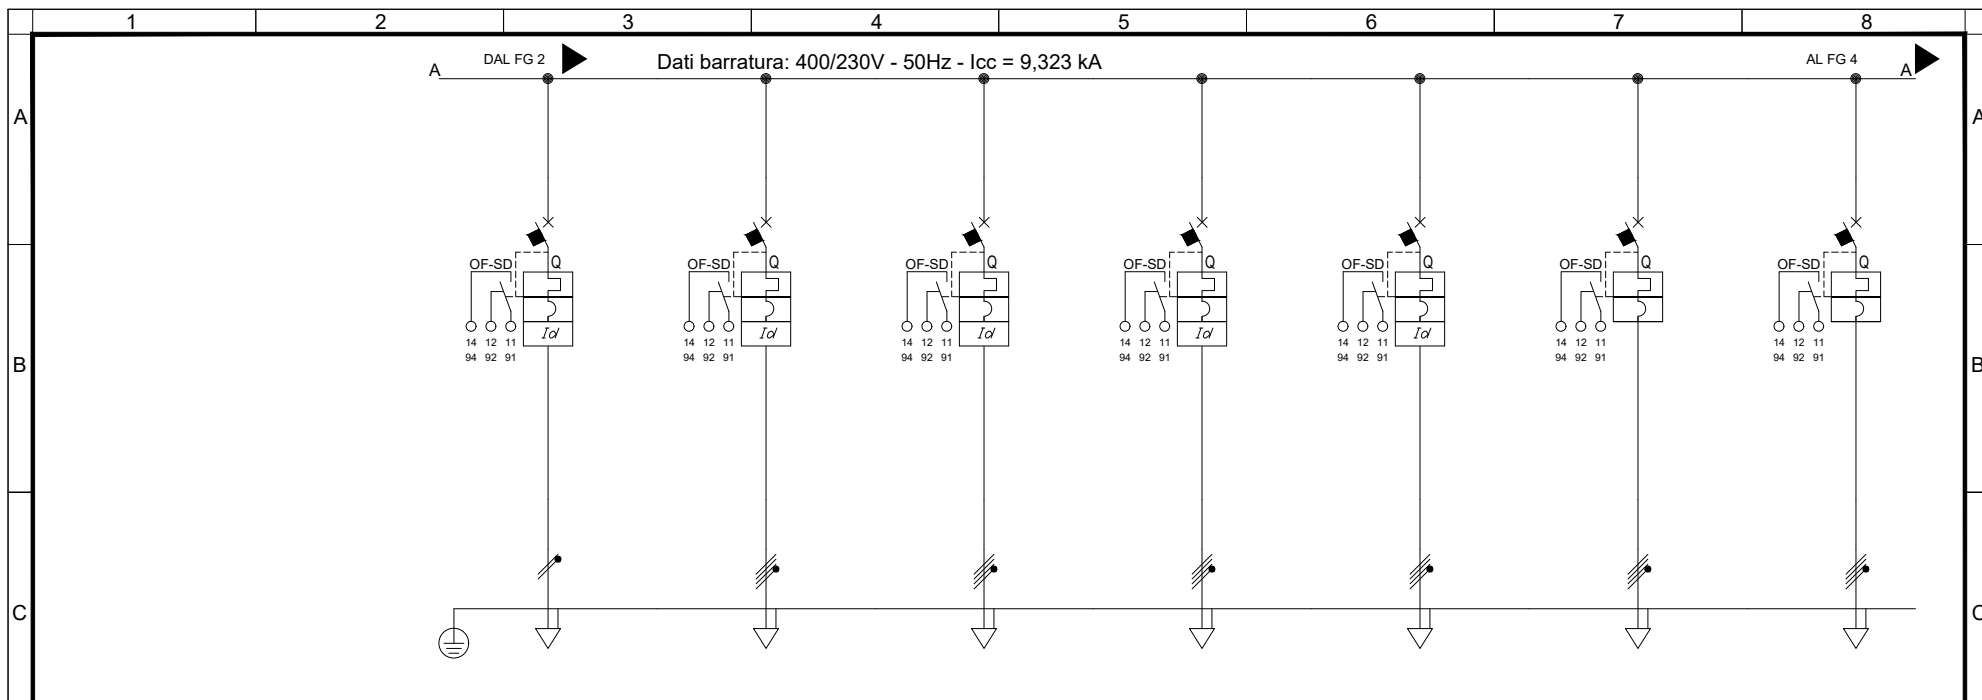 1 2 3 4 5 6 7 8
DAL FG 2 Dati barratura: 400/230V - 50Hz - Icc = 9,323 kA AL FG 4
A A
A A
OF-SD Q OF-SD Q OF-SD Q OF-SD Q OF-SD Q OF-SD Q OF-SD Q
Id Id Id Id Id
14 12 11 14 12 11 14 12 11 14 12 11 14 12 11 14 12 11 14 12 11
94 92 91 94 92 91 94 92 91 94 92 91 94 92 91 94 92 91 94 92 91
B B
C C